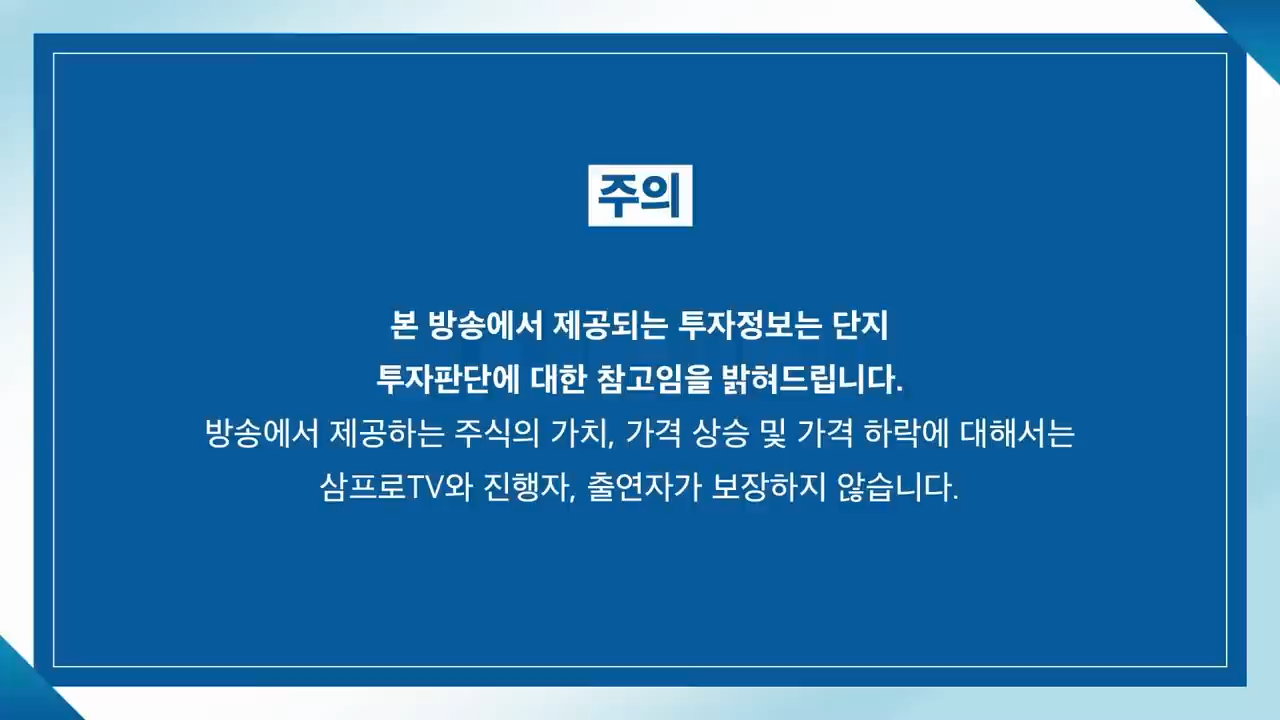 주의
본 방송에서 제공되는 투자정보는 단지
투자판단에 대한 참고임을 밝혀드립니다.
방송에서 제공하는 주식의 가치, 가격 상승 및 가격 하락에 대해서는
삼프로TV와 진행자, 출연자가 보장하지 않습니다.